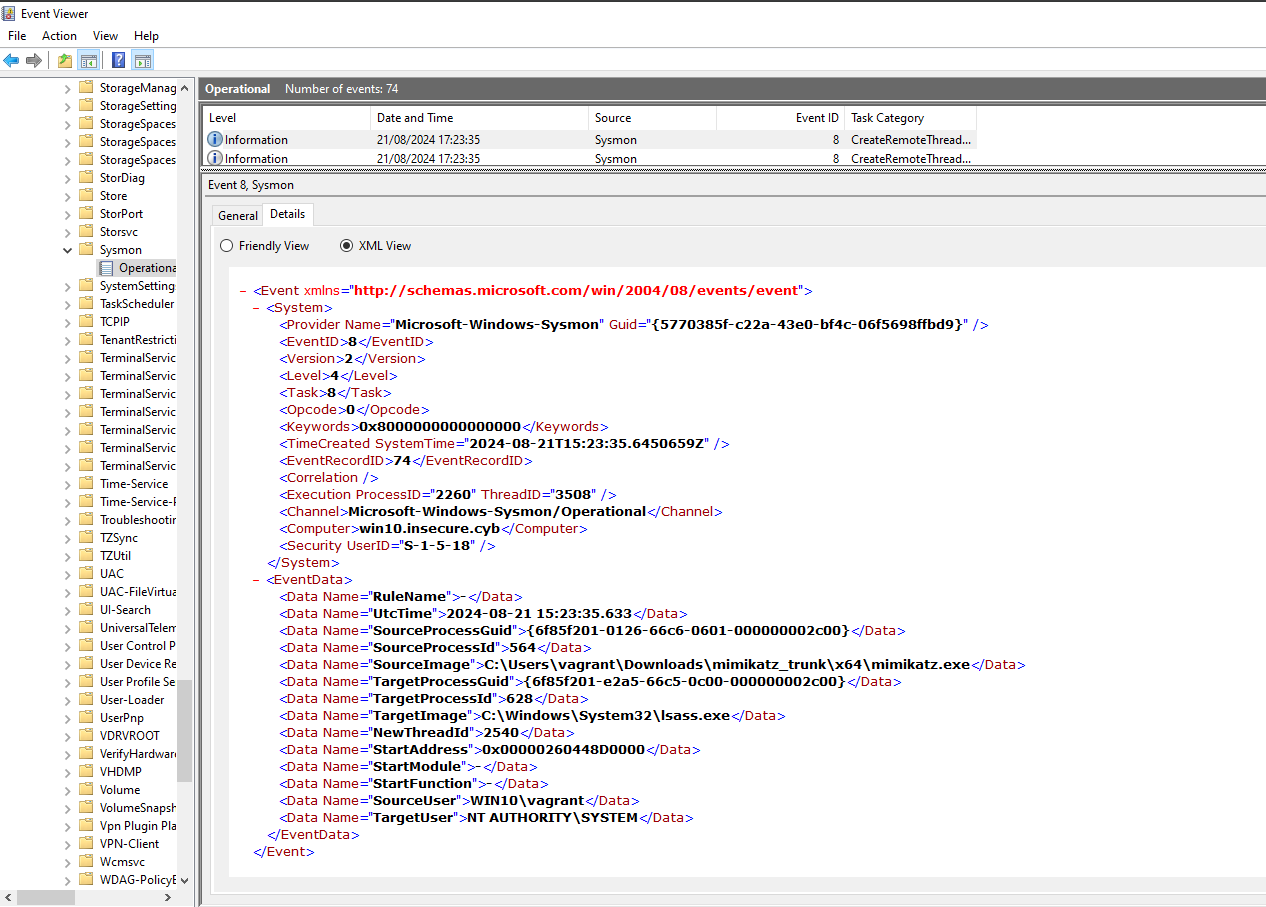 Event Viewer
File Action View Help
StorageManag
StorageSetting
StorageSpaces
StorageSpaces
StorageSpaces
StorDiag
Store
StorPort
Storsvc
Sysmon
Operationa
SystemSetting
TaskScheduler
TCPIP
TenantRestricti
TerminalServic
TerminalServic
TerminalServic
TerminalServic
TerminalServic
TerminalServic
TerminalServic
Time-Service
Time-Service-P
Troubleshootin
TZSync
TZUtil
UAC
UAC-FileVirtua
UI-Search
UniversalTelem
User Control P
User Device Re
User Profile Se
User-Loader
UserPnp
VDRVROOT
VerifyHardware
VHDMP
Volume
VolumeSnapsh
Vpn Plugin Pla
VPN-Client
Wcmsvc
WDAG-PolicyE
Operational Number of events: 74
Level Date and Time Source Event ID Task Category
Information 21/08/2024 17:23:35 Sysmon 8 CreateRemoteThread...
Information 21/08/2024 17:23:35 Sysmon 8 CreateRemoteThread...
Event 8, Sysmon
General Details
Friendly View XML View
- <Event xmlns="http://schemas.microsoft.com/win/2004/08/events/event">
- <System>
<Provider Name="Microsoft-Windows-Sysmon" Guid="{5770385f-c22a-43e0-bf4c-06f5698ffbd9}" />
<EventID>8</EventID>
<Version>2</Version>
<Level>4</Level>
<Task>8</Task>
<Opcode>0</Opcode>
<Keywords>0x8000000000000000</Keywords>
<TimeCreated SystemTime="2024-08-21T15:23:35.6450659Z" />
<EventRecordID>74</EventRecordID>
<Correlation />
<Execution ProcessID="2260" ThreadID="3508" />
<Channel>Microsoft-Windows-Sysmon/Operational</Channel>
<Computer>win10.insecure.cyb</Computer>
<Security UserID="S-1-5-18" />
</System>
- <EventData>
<Data Name="RuleName">-</Data>
<Data Name="UtcTime">2024-08-21 15:23:35.633</Data>
<Data Name="SourceProcessGuid">{6f85f201-0126-66c6-0601-000000002c00}</Data>
<Data Name="SourceProcessId">564</Data>
<Data Name="SourceImage">C:\Users\vagrant\Downloads\mimikatz_trunk\x64\mimikatz.exe</Data>
<Data Name="TargetProcessGuid">{6f85f201-e2a5-66c5-0c00-000000002c00}</Data>
<Data Name="TargetProcessId">628</Data>
<Data Name="TargetImage">C:\Windows\System32\lsass.exe</Data>
<Data Name="NewThreadId">2540</Data>
<Data Name="StartAddress">0x00000260448D0000</Data>
<Data Name="StartModule">-</Data>
<Data Name="StartFunction">-</Data>
<Data Name="SourceUser">WIN10\vagrant</Data>
<Data Name="TargetUser">NT AUTHORITY\SYSTEM</Data>
</EventData>
</Event>